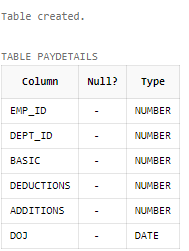 Table created.
TABLE PAYDETAILS
Column Null? Type
EMP_ID - NUMBER
DEPT_ID - NUMBER
BASIC - NUMBER
DEDUCTIONS - NUMBER
ADDITIONS - NUMBER
DOJ - DATE